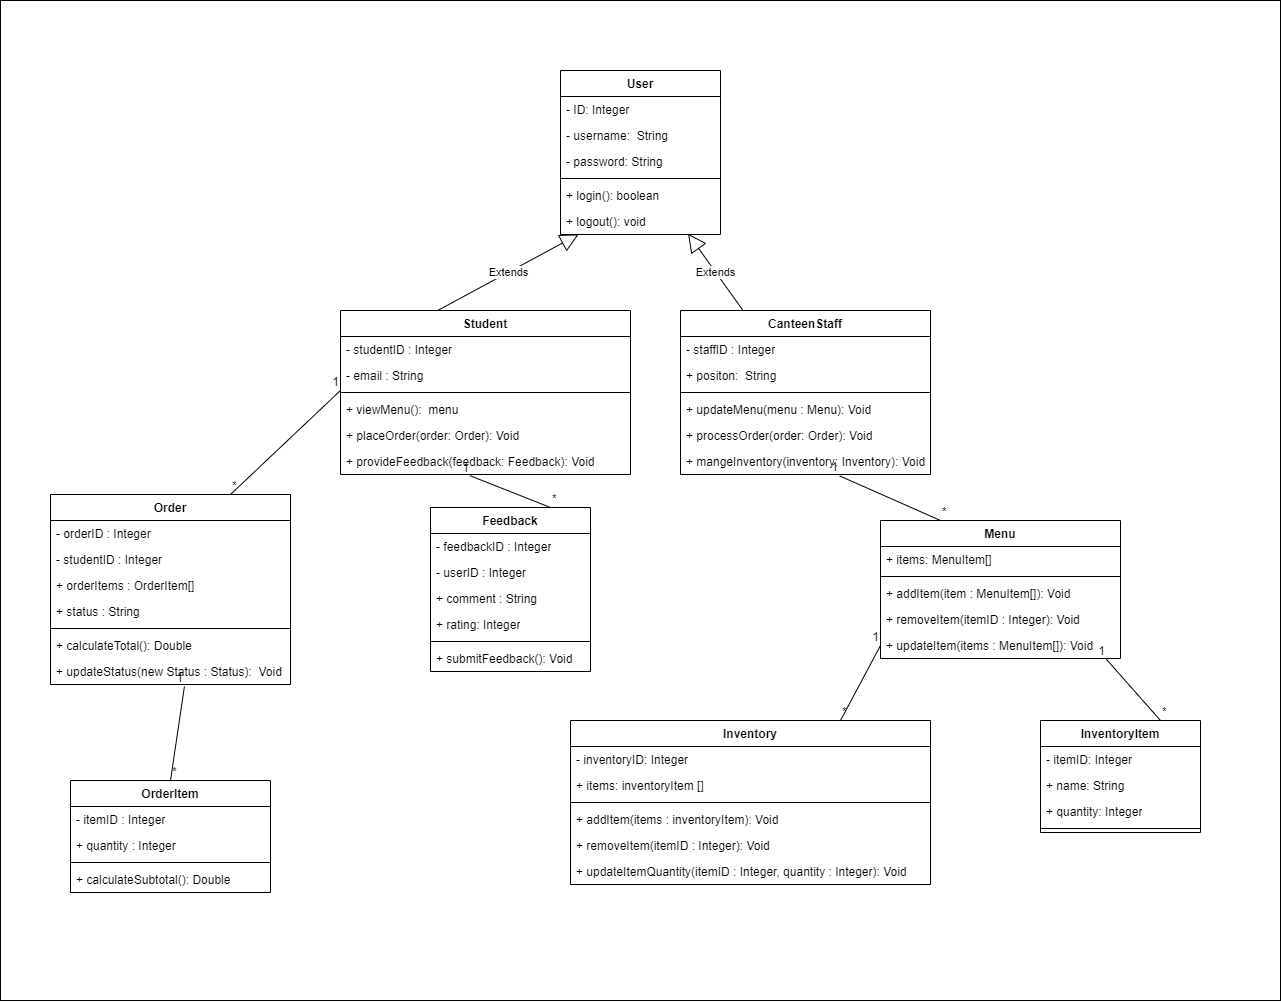 User
- ID: Integer
- username:  String
- password: String
+ login(): boolean
+ logout(): void
Extends
Extends
Student
- studentID : Integer
- email : String
+ viewMenu():  menu
+ placeOrder(order: Order): Void
+ provideFeedback(feedback: Feedback): Void
CanteenStaff
- staffID : Integer
+ positon:  String
+ updateMenu(menu : Menu): Void
+ processOrder(order: Order): Void
+ mangeInventory(inventory: Inventory): Void
1
*
1
*
1
*
Order
- orderID : Integer
- studentID : Integer
+ orderItems : OrderItem[]
+ status : String
+ calculateTotal(): Double
+ updateStatus(new Status : Status):  Void
Feedback
- feedbackID : Integer
- userID : Integer
+ comment : String
+ rating: Integer
+ submitFeedback(): Void
Menu
+ items: MenuItem[]
+ addItem(item : MenuItem[]): Void
+ removeItem(itemID : Integer): Void
+ updateItem(items : MenuItem[]): Void
1
*
1
*
1
*
OrderItem
- itemID : Integer
+ quantity : Integer
+ calculateSubtotal(): Double
Inventory
- inventoryID: Integer
+ items: inventoryItem []
+ addItem(items : inventoryItem): Void
+ removeItem(itemID : Integer): Void
+ updateItemQuantity(itemID : Integer, quantity : Integer): Void
InventoryItem
- itemID: Integer
+ name: String
+ quantity: Integer